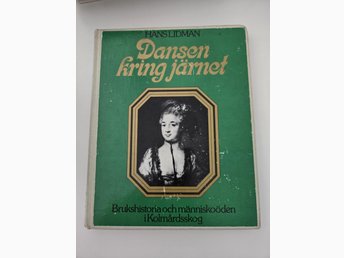 HANS LIDMAN
Dansen
kring järnet
Brukshistoria och människoöden
i Kolmårdsskog